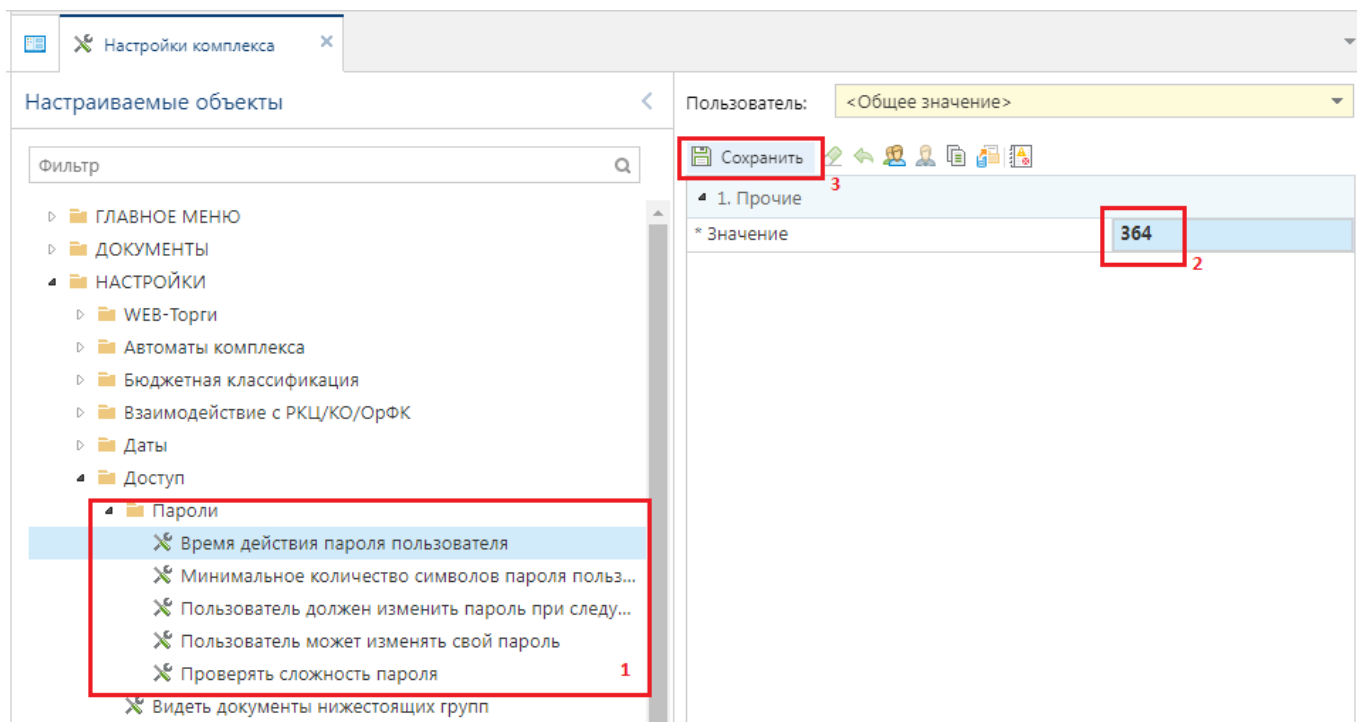 Настройки комплекса
Настраиваемые объекты
Фильтр
ГЛАВНОЕ МЕНЮ
ДОКУМЕНТЫ
НАСТРОЙКИ
WEB-Торги
Автоматы комплекса
Бюджетная классификация
Взаимодействие с РКЦ/КО/ОрФК
Даты
Доступ
Пароли
Время действия пароля пользователя
Минимальное количество символов пароля польз...
Пользователь должен изменить пароль при следу...
Пользователь может изменять свой пароль
Проверять сложность пароля 1
Видеть документы нижестоящих групп
Пользователь: <Общее значение>
Сохранить
3
1. Прочие
* Значение 364
2